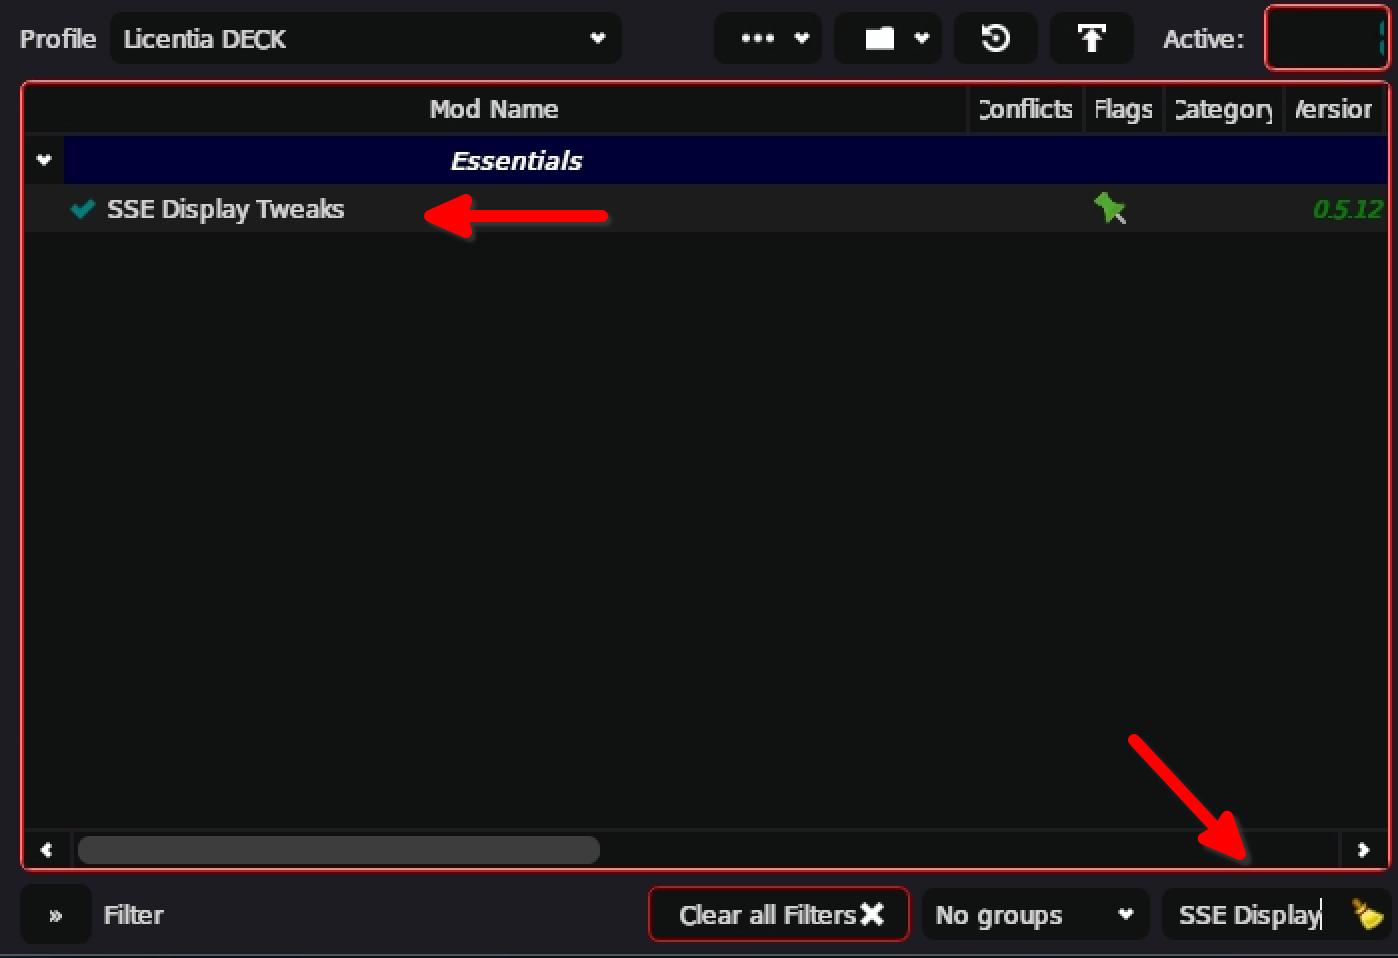 Profile Licentia DECK Active:
Mod Name Conflicts Flags Category Version
Essentials
SSE Display Tweaks 0.5.12
» Filter Clear all Filters No groups SSE Display